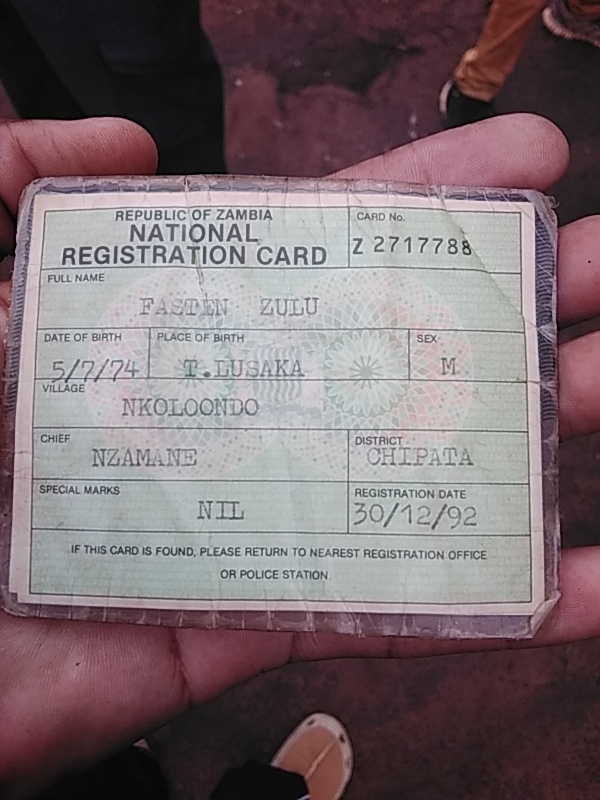 REPUBLIC OF ZAMBIA
NATIONAL
REGISTRATION CARD
CARD No.
Z 2717788
FULL NAME
FASTEN ZULU
DATE OF BIRTH
5/7/74
PLACE OF BIRTH
T.LUSAKA
SEX
M
VILLAGE
NKOLOONDO
CHIEF
NZAMANE
DISTRICT
CHIPATA
SPECIAL MARKS
NIL
REGISTRATION DATE
30/12/92
IF THIS CARD IS FOUND, PLEASE RETURN TO NEAREST REGISTRATION OFFICE
OR POLICE STATION.